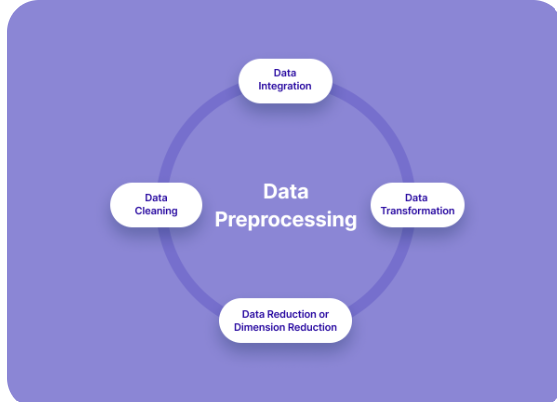 Data
Integration
Data
Cleaning
Data
Preprocessing
Data
Transformation
Data Reduction or
Dimension Reduction